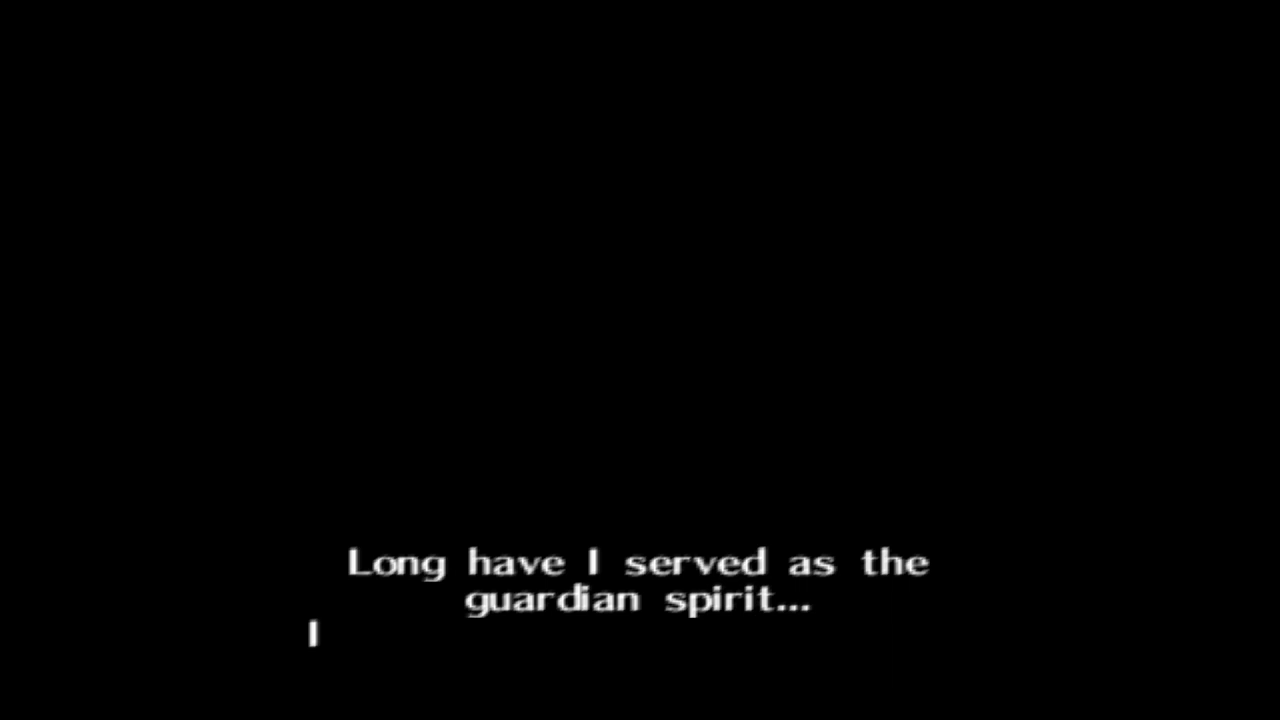 Long have I served as the
guardian spirit...
I